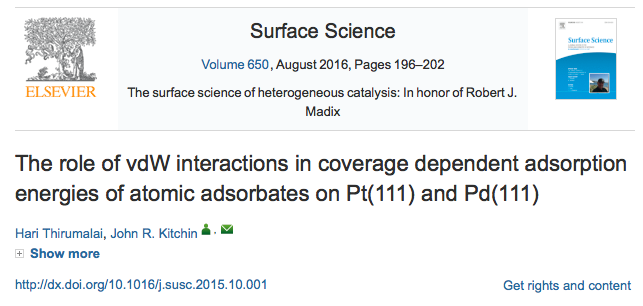 Surface Science
Volume 650, August 2016, Pages 196–202
The surface science of heterogeneous catalysis: In honor of Robert J.
Madix
ELSEVIER
Surface Science
The role of vdW interactions in coverage dependent adsorption
energies of atomic adsorbates on Pt(111) and Pd(111)
Hari Thirumalai, John R. Kitchin
Show more
http://dx.doi.org/10.1016/j.susc.2015.10.001
Get rights and content